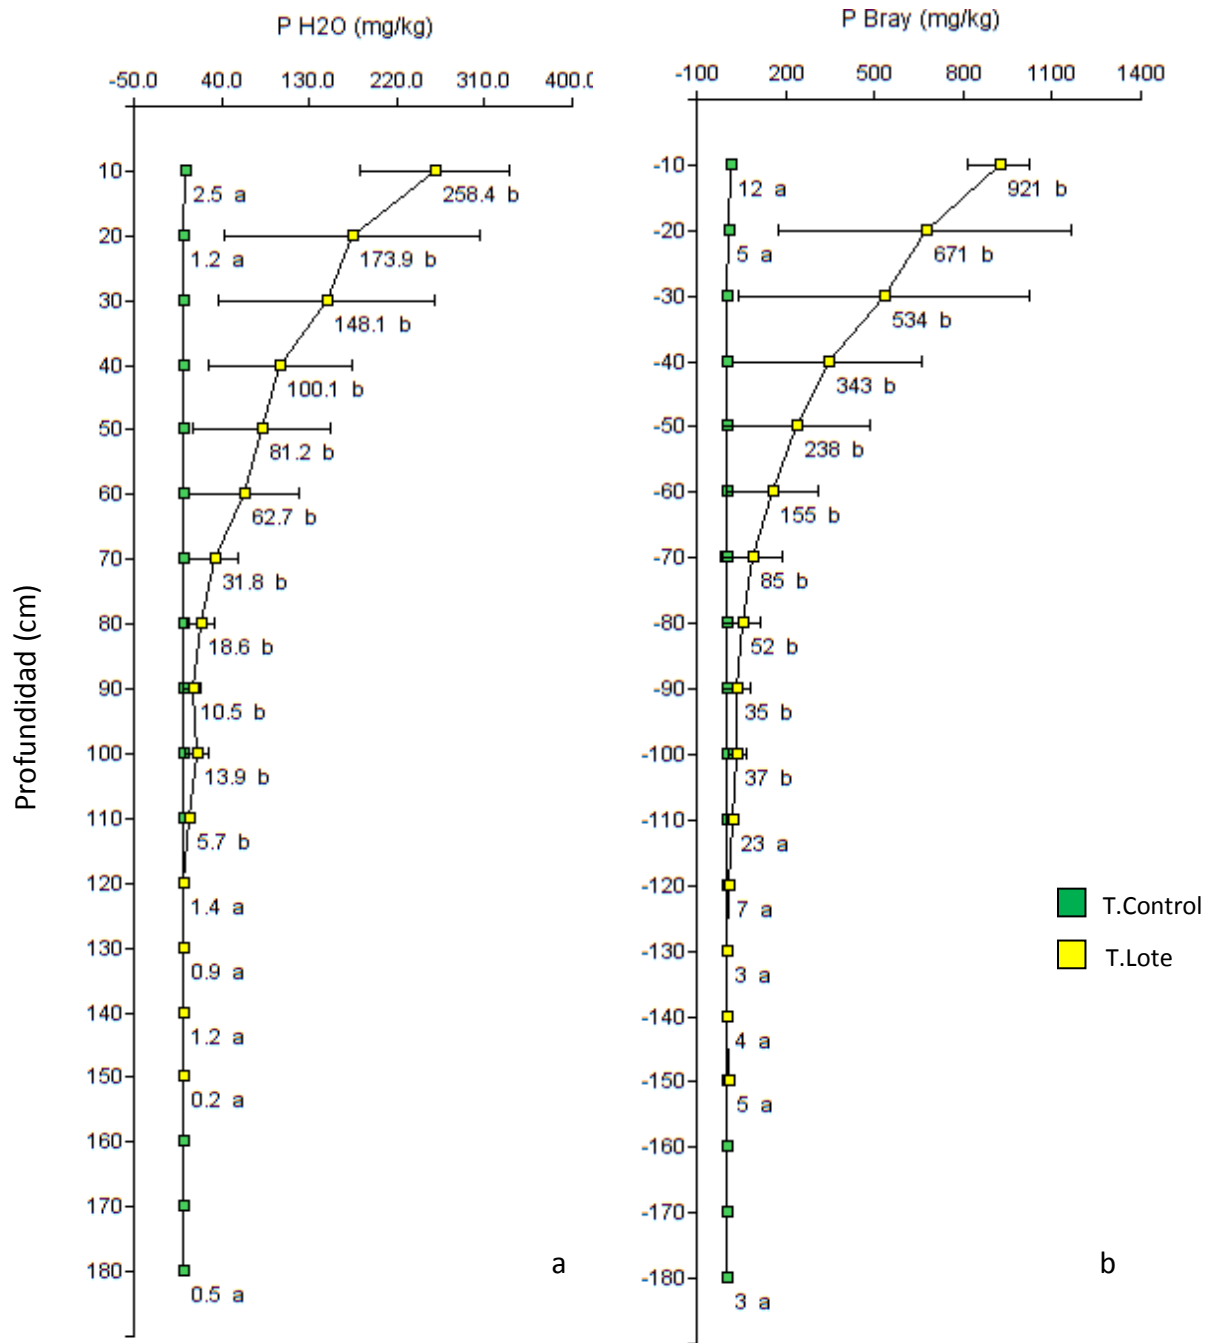 P H2O (mg/kg)
-50.0 40.0 130.0 220.0 310.0 400.0
10
2.5 a 258.4 b
20
1.2 a 173.9 b
30
148.1 b
40
100.1 b
50
81.2 b
60
62.7 b
70
31.8 b
80
18.6 b
90
10.5 b
100
13.9 b
110
5.7 b
120
1.4 a
130
0.9 a
140
1.2 a
150
0.2 a
160
170
180
0.5 a
a
Profundidad (cm)
P Bray (mg/kg)
-100 200 500 800 1100 1400
-10
12 a 921 b
-20
5 a 671 b
-30
534 b
-40
343 b
-50
238 b
-60
155 b
-70
85 b
-80
52 b
-90
35 b
-100
37 b
-110
23 a
-120
7 a
-130
3 a
-140
4 a
-150
5 a
-160
-170
-180
3 a
b
T.Control
T.Lote